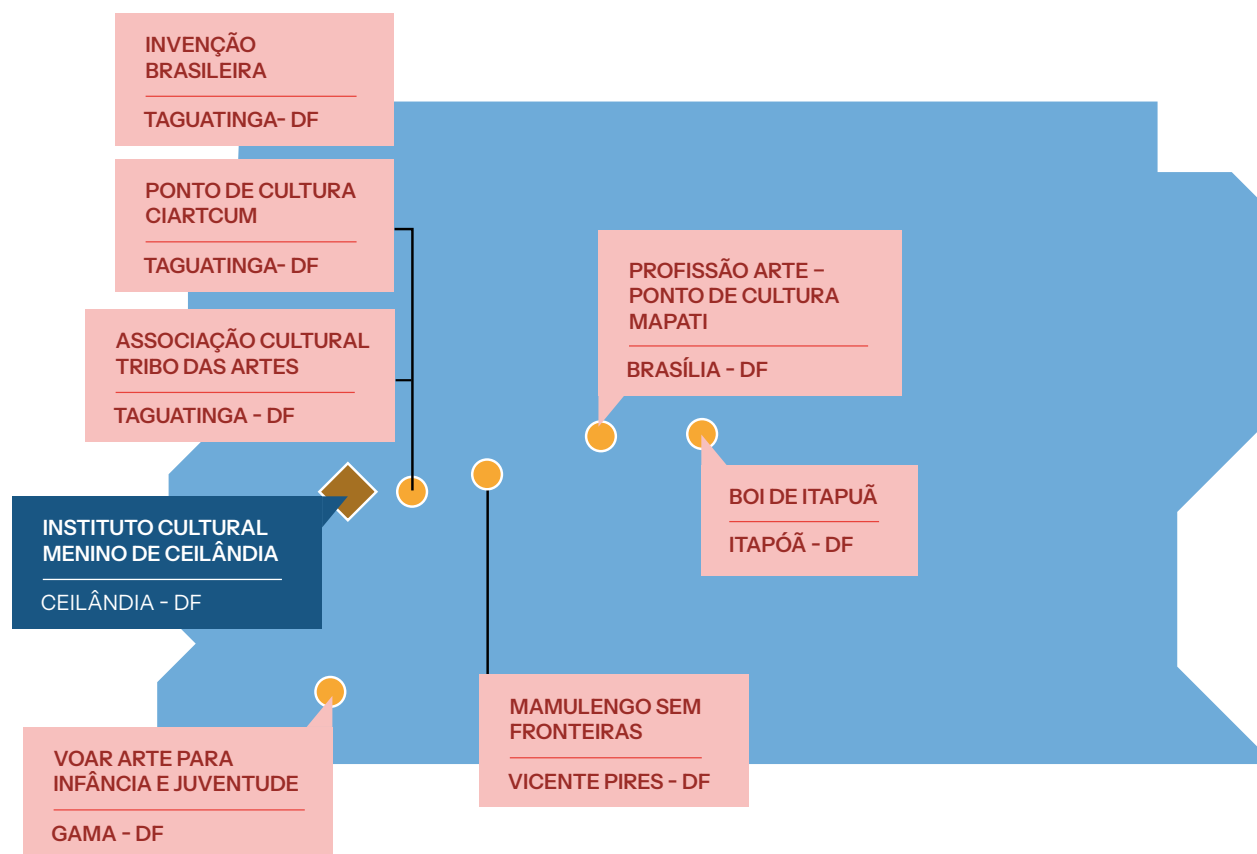 INVENÇÃO
BRASILEIRA
TAGUATINGA- DF
PONTO DE CULTURA
CIARTCUM
TAGUATINGA- DF
ASSOCIAÇÃO CULTURAL
TRIBO DAS ARTES
TAGUATINGA - DF
PROFISSÃO ARTE –
PONTO DE CULTURA
MAPATI
BRASÍLIA - DF
BOI DE ITAPUÃ
ITAPÓÃ - DF
INSTITUTO CULTURAL
MENINO DE CEILÂNDIA
CEILÂNDIA - DF
MAMULENGO SEM
FRONTEIRAS
VICENTE PIRES - DF
VOAR ARTE PARA
INFÂNCIA E JUVENTUDE
GAMA - DF